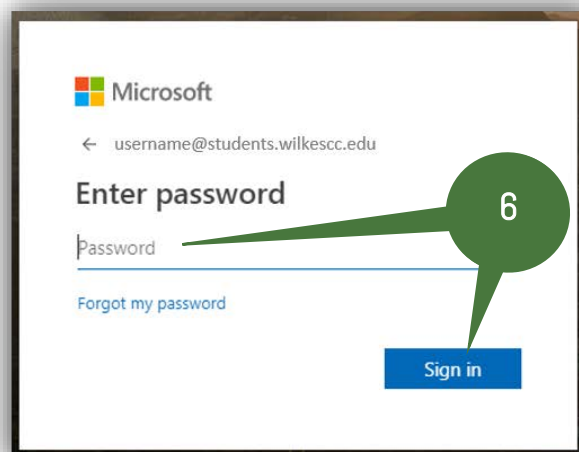 Microsoft
← username@students.wilkescc.edu
Enter password
6
Password
Forgot my password
Sign in